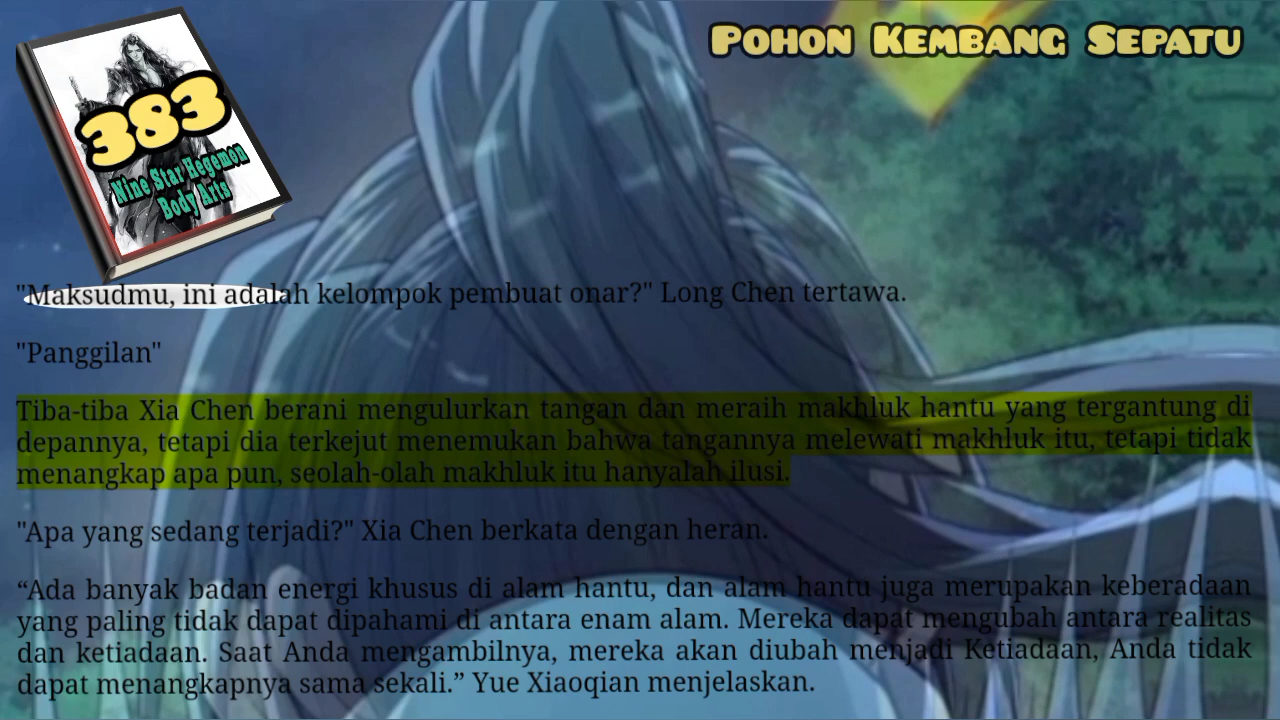 Pohon Kembang Sepatu
383
Nine Star Hegemon
Body Arts
"Maksudmu, ini adalah kelompok pembuat onar?" Long Chen tertawa.
"Panggilan"
Tiba-tiba Xia Chen berani mengulurkan tangan dan meraih makhluk hantu yang tergantung di
depannya, tetapi dia terkejut menemukan bahwa tangannya melewati makhluk itu, tetapi tidak
menangkap apa pun, seolah-olah makhluk itu hanyalah ilusi.
"Apa yang sedang terjadi?" Xia Chen berkata dengan heran.
“Ada banyak badan energi khusus di alam hantu, dan alam hantu juga merupakan keberadaan
yang paling tidak dapat dipahami di antara enam alam. Mereka dapat mengubah antara realitas
dan ketiadaan. Saat Anda mengambilnya, mereka akan diubah menjadi Ketiadaan, Anda tidak
dapat menangkapnya sama sekali.” Yue Xiaoqian menjelaskan.